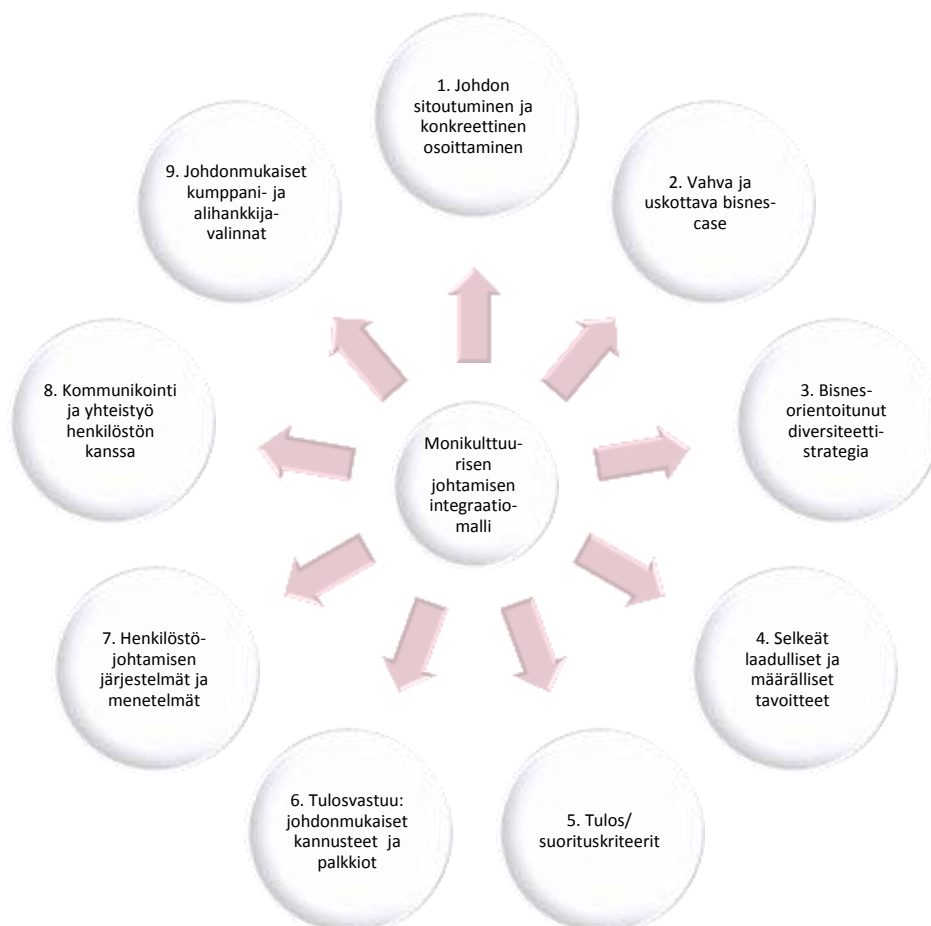 1. Johdon
sitoutuminen ja
konkreettinen
osoittaminen
2. Vahva ja
uskottava bisnes-
case
3. Bisnes-
orientoitunut
diversiteetti-
strategia
4. Selkeät
laadulliset ja
määrälliset
tavoitteet
5. Tulos/
suorituskriteerit
6. Tulosvastuu:
johdonmukaiset
kannusteet ja
palkkiot
7. Henkilöstö-
johtamisen
järjestelmät ja
menetelmät
8. Kommunikointi
ja yhteistyö
henkilöstön
kanssa
9. Johdonmukaiset
kumppani- ja
alihankkija-
valinnat
Monikulttuu-
risen
johtamisen
integraatio-
malli